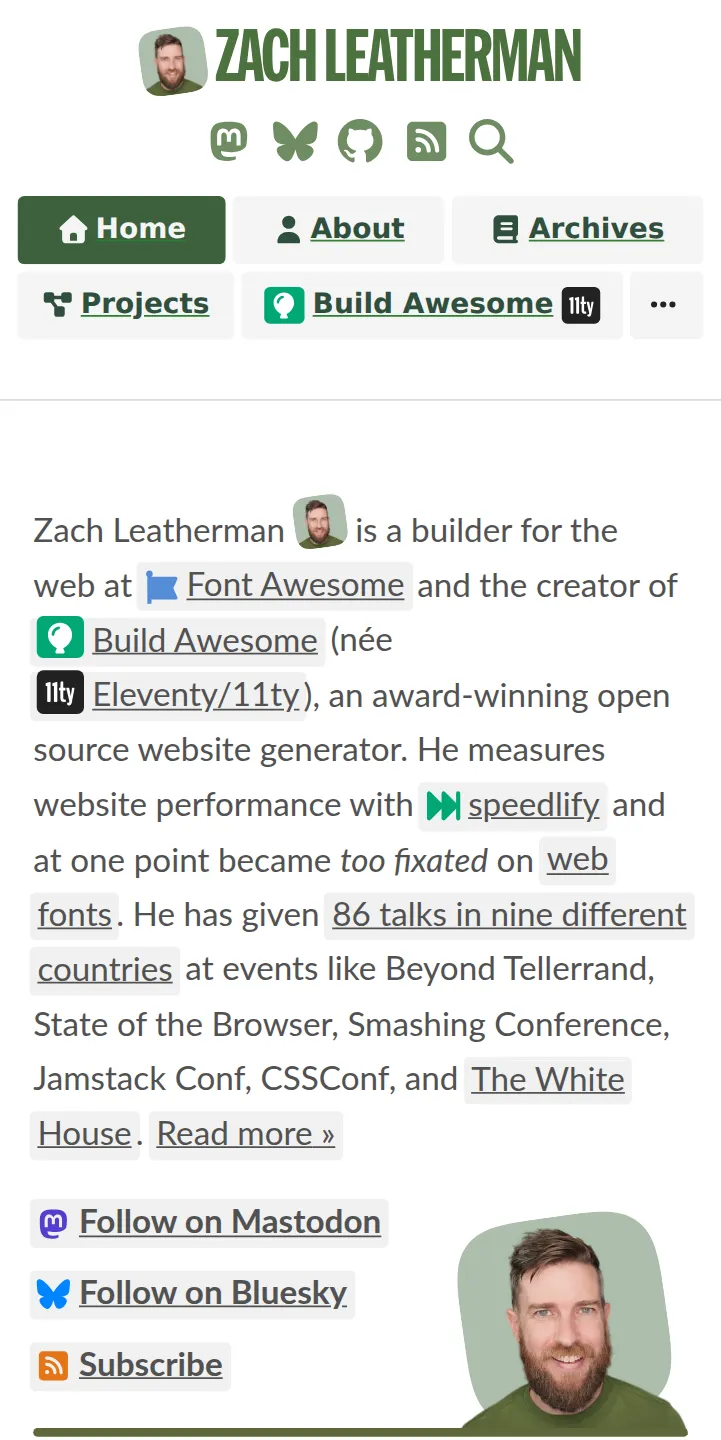 ZACH LEATHERMAN
Home About Archives
Projects Build Awesome 11ty •••
Zach Leatherman is a builder for the
web at Font Awesome and the creator of
Build Awesome (née
11ty Eleventy/11ty), an award-winning open
source website generator. He measures
website performance with speedlify and
at one point became too fixated on web
fonts. He has given 86 talks in nine different
countries at events like Beyond Tellerrand,
State of the Browser, Smashing Conference,
Jamstack Conf, CSSConf, and The White
House. Read more »
Follow on Mastodon
Follow on Bluesky
Subscribe